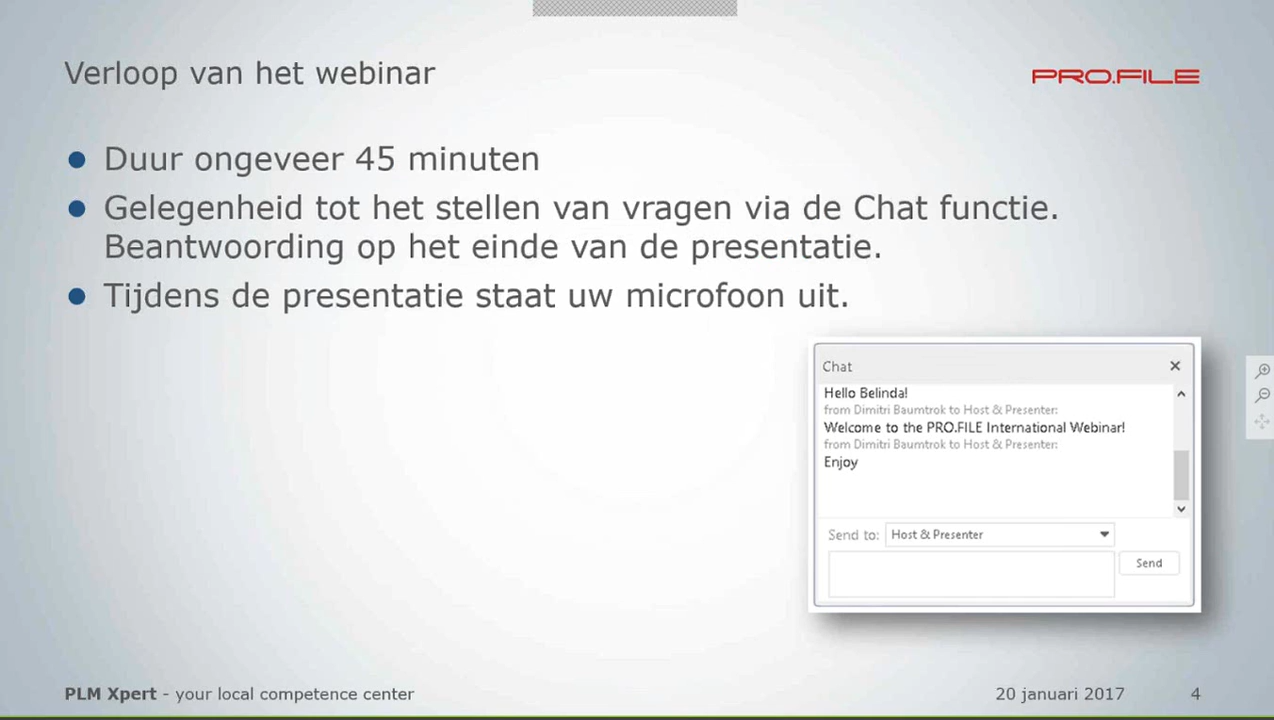 Verloop van het webinar
PRO.FILE
Duur ongeveer 45 minuten
Gelegenheid tot het stellen van vragen via de Chat functie.
Beantwoording op het einde van de presentatie.
Tijdens de presentatie staat uw microfoon uit.
Chat
Hello Belinda!
from Dimitri Baumtrok to Host & Presenter:
Welcome to the PRO.FILE International Webinar!
from Dimitri Baumtrok to Host & Presenter:
Enjoy
Send to: Host & Presenter
Send
PLM Xpert - your local competence center
20 januari 2017 4